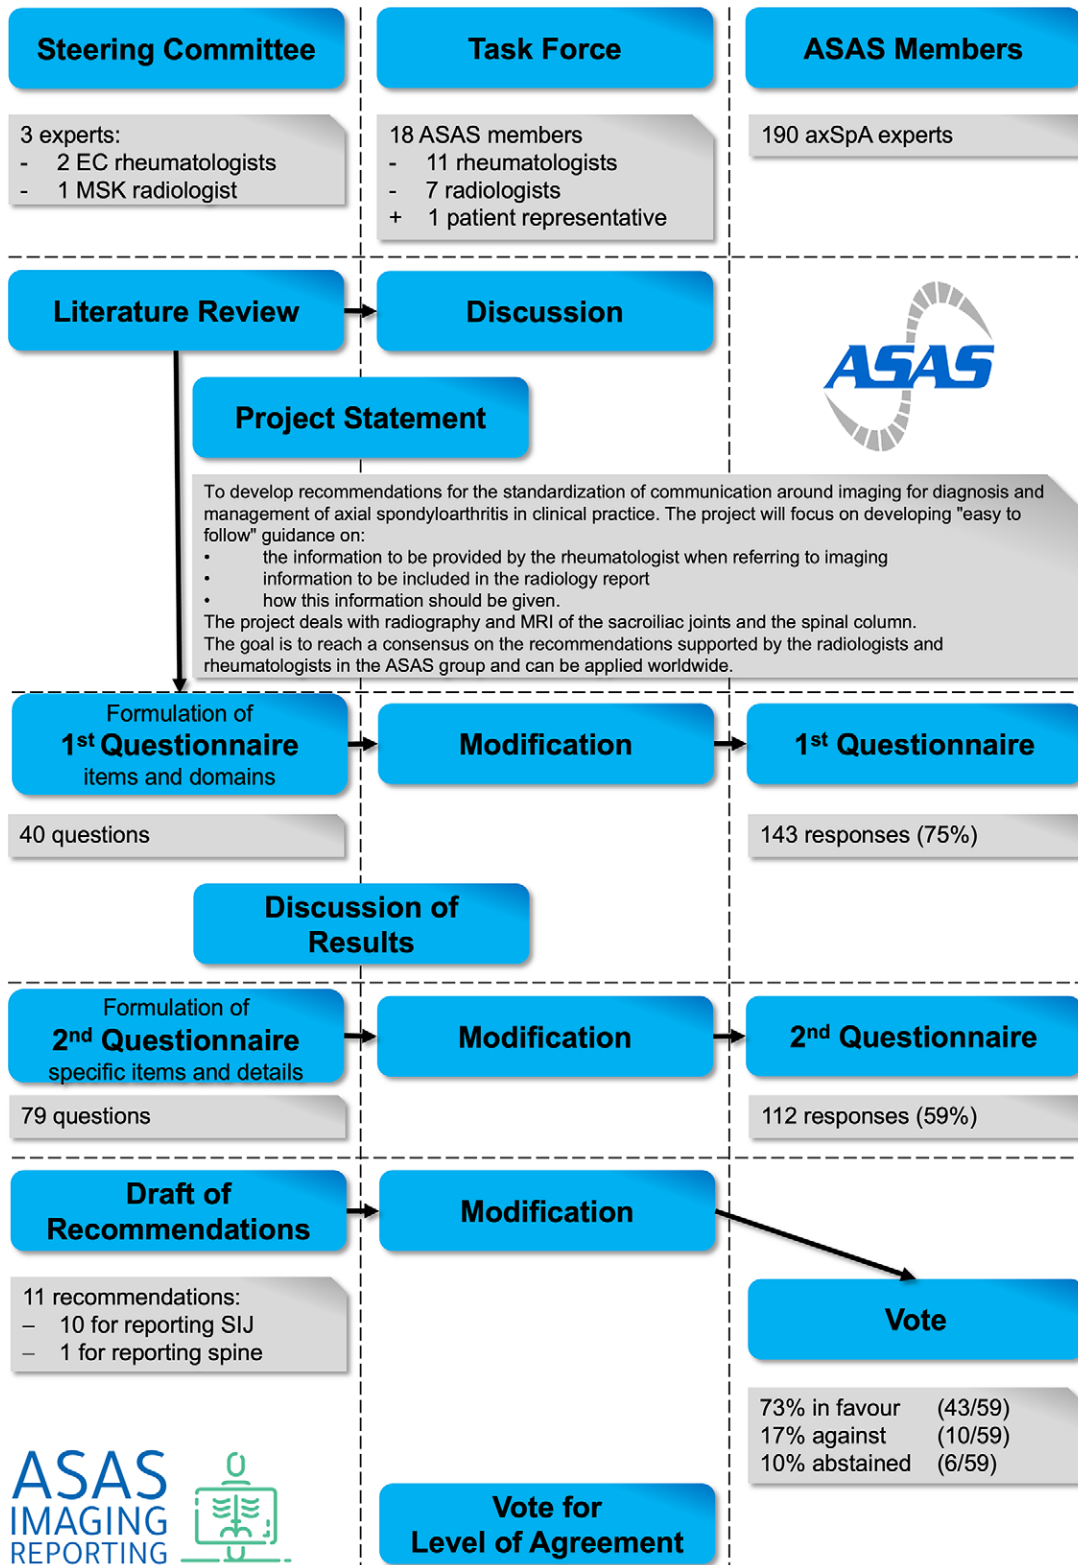 Steering Committee
Task Force
ASAS Members
3 experts:
- 2 EC rheumatologists
- 1 MSK radiologist
18 ASAS members
- 11 rheumatologists
- 7 radiologists
+ 1 patient representative
190 axSpA experts
Literature Review
Discussion
ASAS
Project Statement
To develop recommendations for the standardization of communication around imaging for diagnosis and
management of axial spondyloarthritis in clinical practice. The project will focus on developing "easy to
follow" guidance on:
• the information to be provided by the rheumatologist when referring to imaging
• information to be included in the radiology report
• how this information should be given.
The project deals with radiography and MRI of the sacroiliac joints and the spinal column.
The goal is to reach a consensus on the recommendations supported by the radiologists and
rheumatologists in the ASAS group and can be applied worldwide.
Formulation of
1st Questionnaire
items and domains
Modification
1st Questionnaire
40 questions
143 responses (75%)
Discussion of
Results
Formulation of
2nd Questionnaire
specific items and details
Modification
2nd Questionnaire
79 questions
112 responses (59%)
Draft of
Recommendations
Modification
11 recommendations:
– 10 for reporting SIJ
– 1 for reporting spine
Vote
73% in favour (43/59)
17% against (10/59)
10% abstained (6/59)
ASAS
IMAGING
REPORTING
Vote for
Level of Agreement